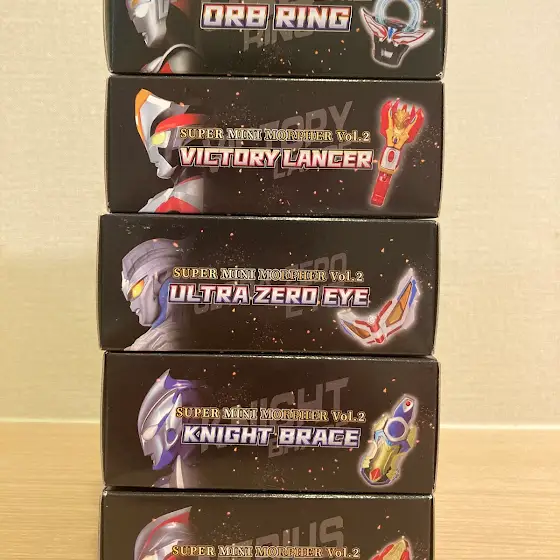 ORB RING
SUPER MINI MORPHER Vol.2
VICTORY LANCER
SUPER MINI MORPHER Vol.2
ULTRA ZERO EYE
SUPER MINI MORPHER Vol.2
KNIGHT BRACE
SUPER MINI MORPHER Vol.2